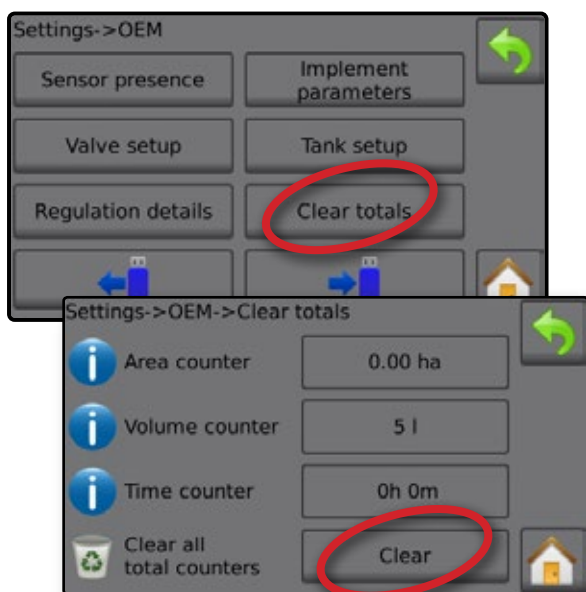 Settings->OEM
Sensor presence
Implement
parameters
Valve setup
Tank setup
Regulation details
Clear totals
Settings->OEM->Clear totals
Area counter
0.00 ha
Volume counter
5 l
Time counter
0h 0m
Clear all
total counters
Clear